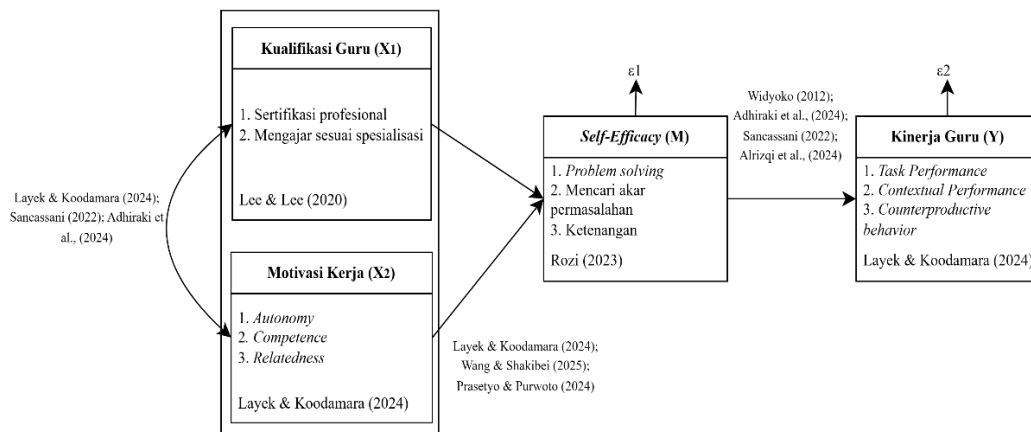 Kualifikasi Guru (X1)
1. Sertifikasi profesional
2. Mengajar sesuai spesialisasi
Lee & Lee (2020)
Layek & Koodamara (2024);
Sancassani (2022); Adhiraki et
al., (2024)
Motivasi Kerja (X2)
1. Autonomy
2. Competence
3. Relatedness
Layek & Koodamara (2024)
Layek & Koodamara (2024);
Wang & Shakibei (2025);
Prasetyo & Purwoto (2024)
ε1
Self-Efficacy (M)
1. Problem solving
2. Mencari akar
permasalahan
3. Ketenangan
Rozi (2023)
Widyoko (2012);
Adhiraki et al., (2024);
Sancassani (2022);
Alrizqi et al., (2024)
ε2
Kinerja Guru (Y)
1. Task Performance
2. Contextual Performance
3. Counterproductive
behavior
Layek & Koodamara (2024)